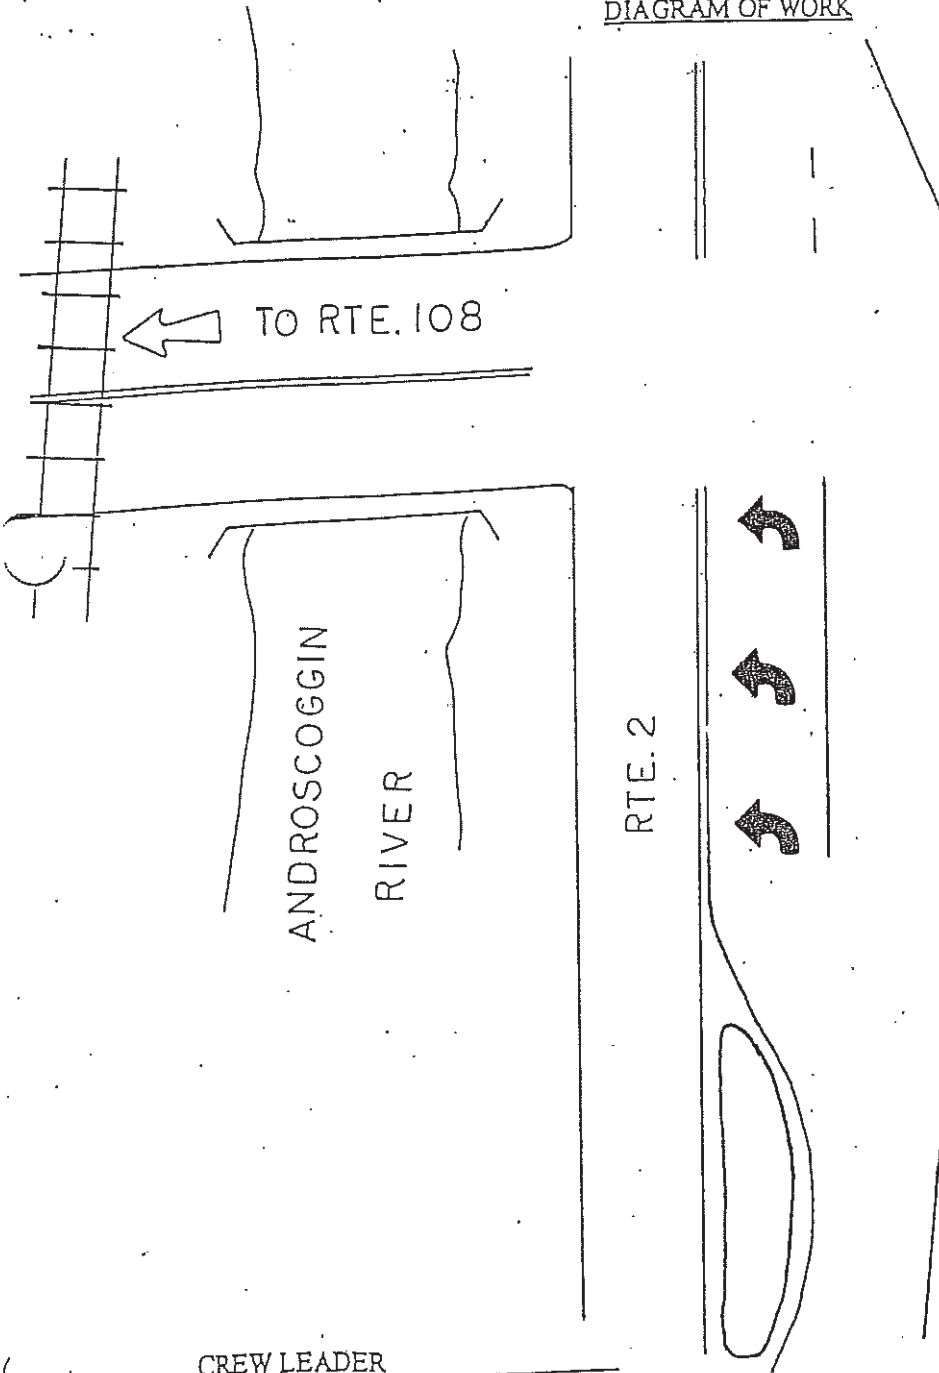 DIAGRAM OF WORK
TO RTE. 108
ANDROSCOGGIN
RIVER
RTE. 2
CREW LEADER